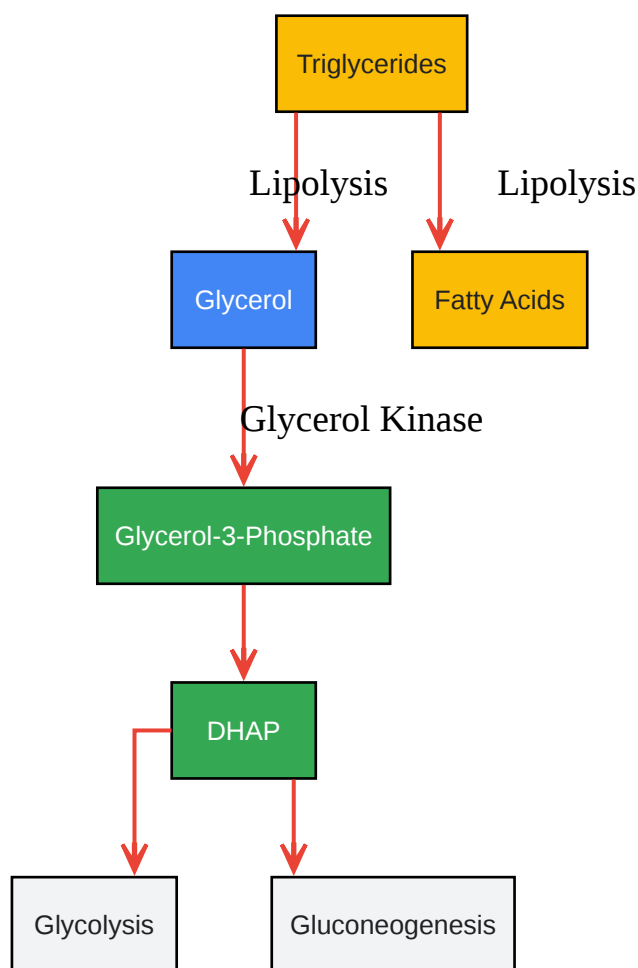 Triglycerides
Lipolysis
Lipolysis
Glycerol
Fatty Acids
Glycerol Kinase
Glycerol-3-Phosphate
DHAP
Glycolysis
Gluconeogenesis